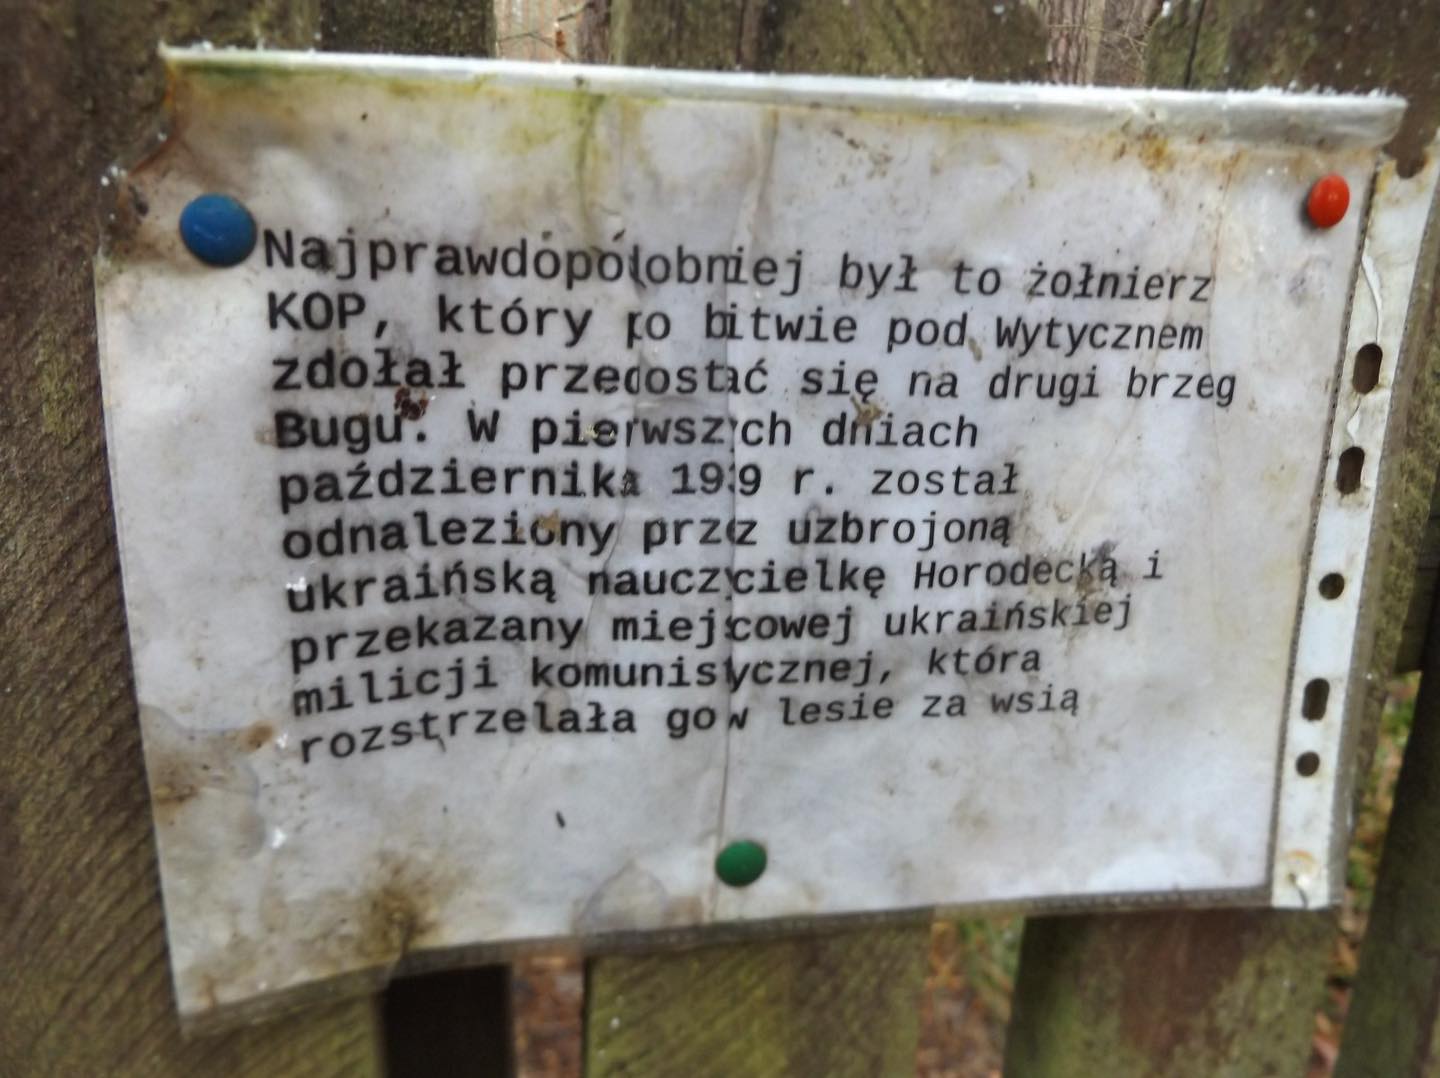 Najprawdopodobniej był to żołnierz
KOP, który po bitwie pod Wytycznem
zdołał przedostać się na drugi brzeg
Bugu. W pierwszych dniach
października 1939 r. został
odnaleziony przez uzbrojoną
ukraińską nauczycielkę Horodecką i
przekazany miejscowej ukraińskiej
milicji komunistycznej, która
rozstrzelała go w lesie za wsią